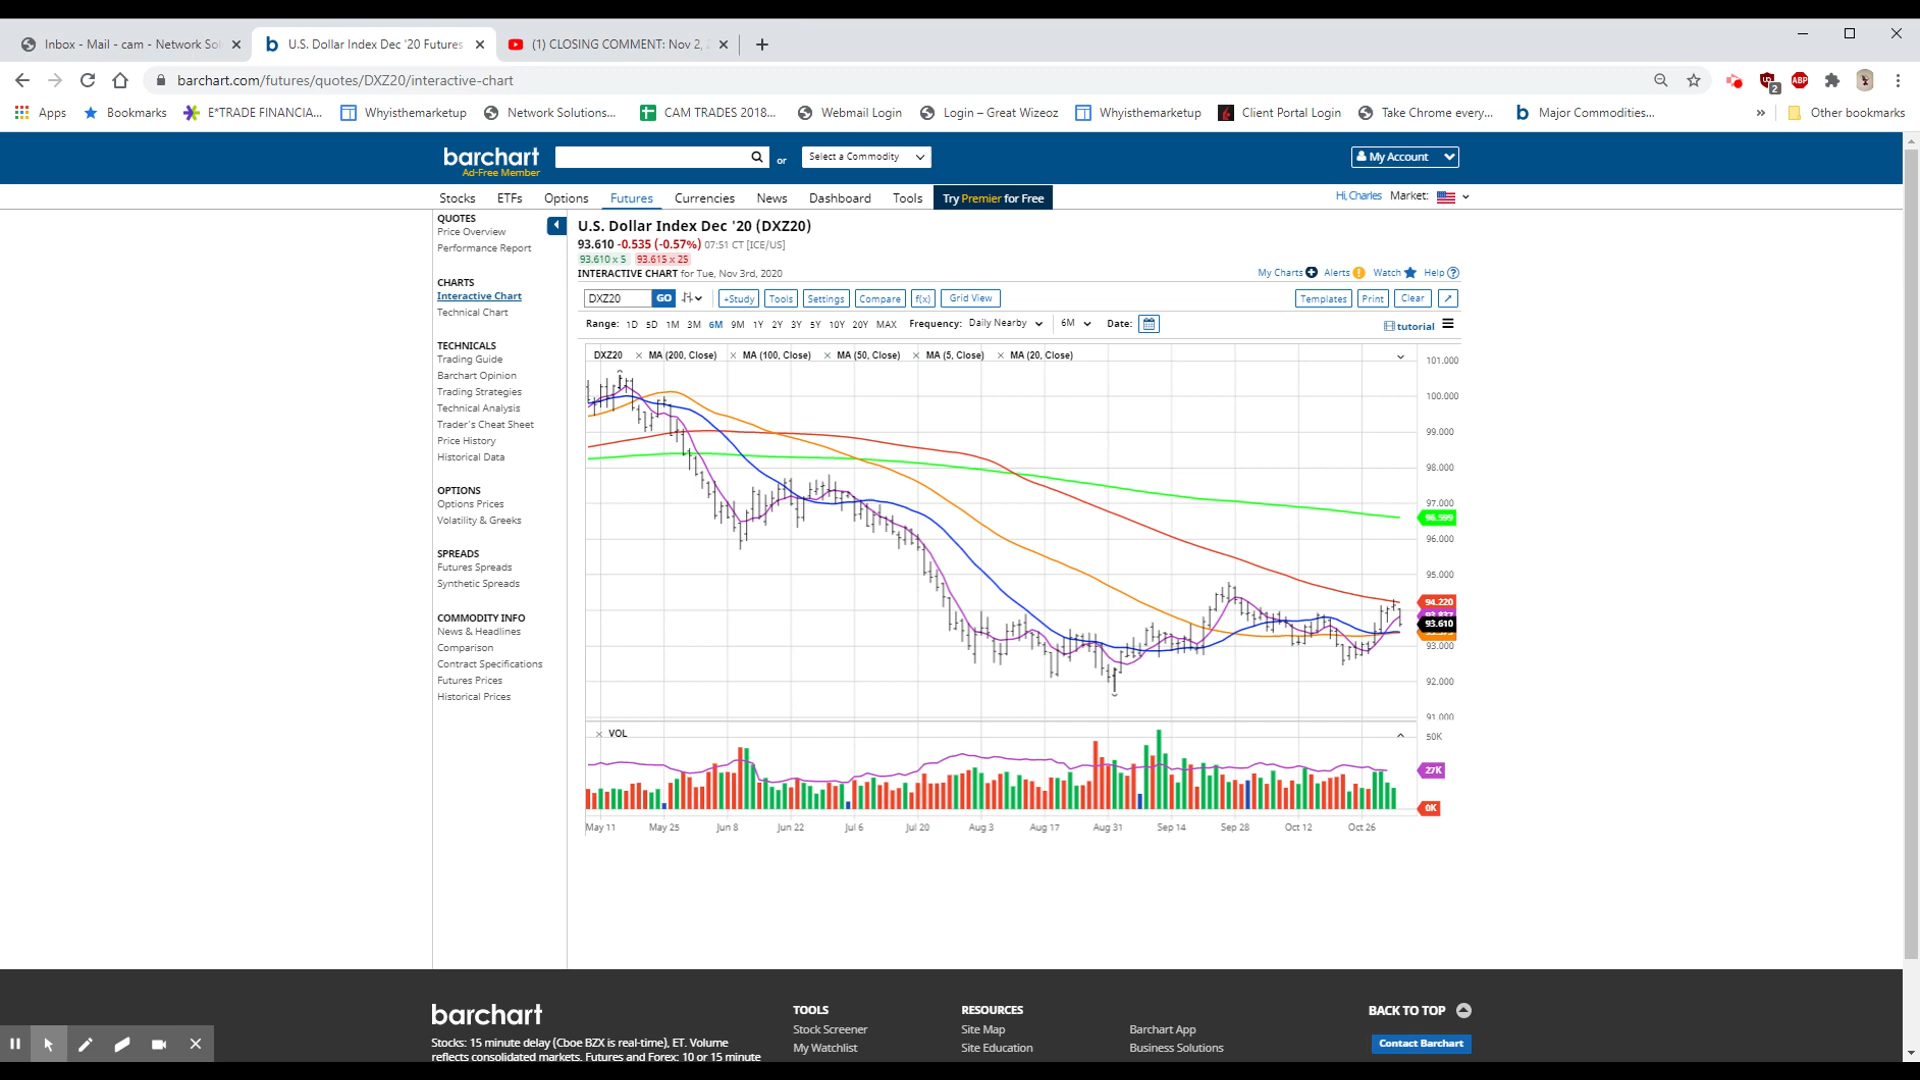 Inbox - Mail - cam - Network So
U.S. Dollar Index Dec '20 Futures
(1) CLOSING COMMENT: Nov 2,
barchart.com/futures/quotes/DXZ20/interactive-chart
2
ABP
Apps
Bookmarks
E*TRADE FINANCIA...
Whyisthemarketup
Network Solutions...
CAM TRADES 2018...
Webmail Login
Login – Great Wizeoz
Whyisthemarketup
Client Portal Login
Take Chrome every...
Major Commodities...
»
Other bookmarks
barchart
Ad-Free Member
or
Select a Commodity
My Account
Stocks
ETFs
Options
Futures
Currencies
News
Dashboard
Tools
Try Premier for Free
Hi, Charles
Market:
QUOTES
Price Overview
Performance Report
CHARTS
Interactive Chart
Technical Chart
TECHNICALS
Trading Guide
Barchart Opinion
Trading Strategies
Technical Analysis
Trader's Cheat Sheet
Price History
Historical Data
OPTIONS
Options Prices
Volatility & Greeks
SPREADS
Futures Spreads
Synthetic Spreads
COMMODITY INFO
News & Headlines
Comparison
Contract Specifications
Futures Prices
Historical Prices
U.S. Dollar Index Dec '20 (DXZ20)
93.610 -0.535 (-0.57%) 07:51 CT [ICE/US]
93.610 x 5 93.615 x 25
INTERACTIVE CHART for Tue, Nov 3rd, 2020
My Charts
Alerts
Watch
Help
DXZ20
GO
+Study
Tools
Settings
Compare
f(x)
Grid View
Templates
Print
Clear
Range: 1D 5D 1M 3M 6M 9M 1Y 2Y 3Y 5Y 10Y 20Y MAX
Frequency: Daily Nearby
6M
Date:
tutorial
DXZ20
MA (200, Close)
MA (100, Close)
MA (50, Close)
MA (5, Close)
MA (20, Close)
101.000
100.000
99.000
98.000
97.000
96.599
96.000
95.000
94.220
93.610
93.000
92.000
91.000
VOL
50K
27K
0K
May 11
May 25
Jun 8
Jun 22
Jul 6
Jul 20
Aug 3
Aug 17
Aug 31
Sep 14
Sep 28
Oct 12
Oct 26
barchart
Stocks: 15 minute delay (Cboe BZX is real-time), ET. Volume
reflects consolidated markets. Futures and Forex: 10 or 15 minute
TOOLS
Stock Screener
My Watchlist
RESOURCES
Site Map
Site Education
Barchart App
Business Solutions
BACK TO TOP
Contact Barchart